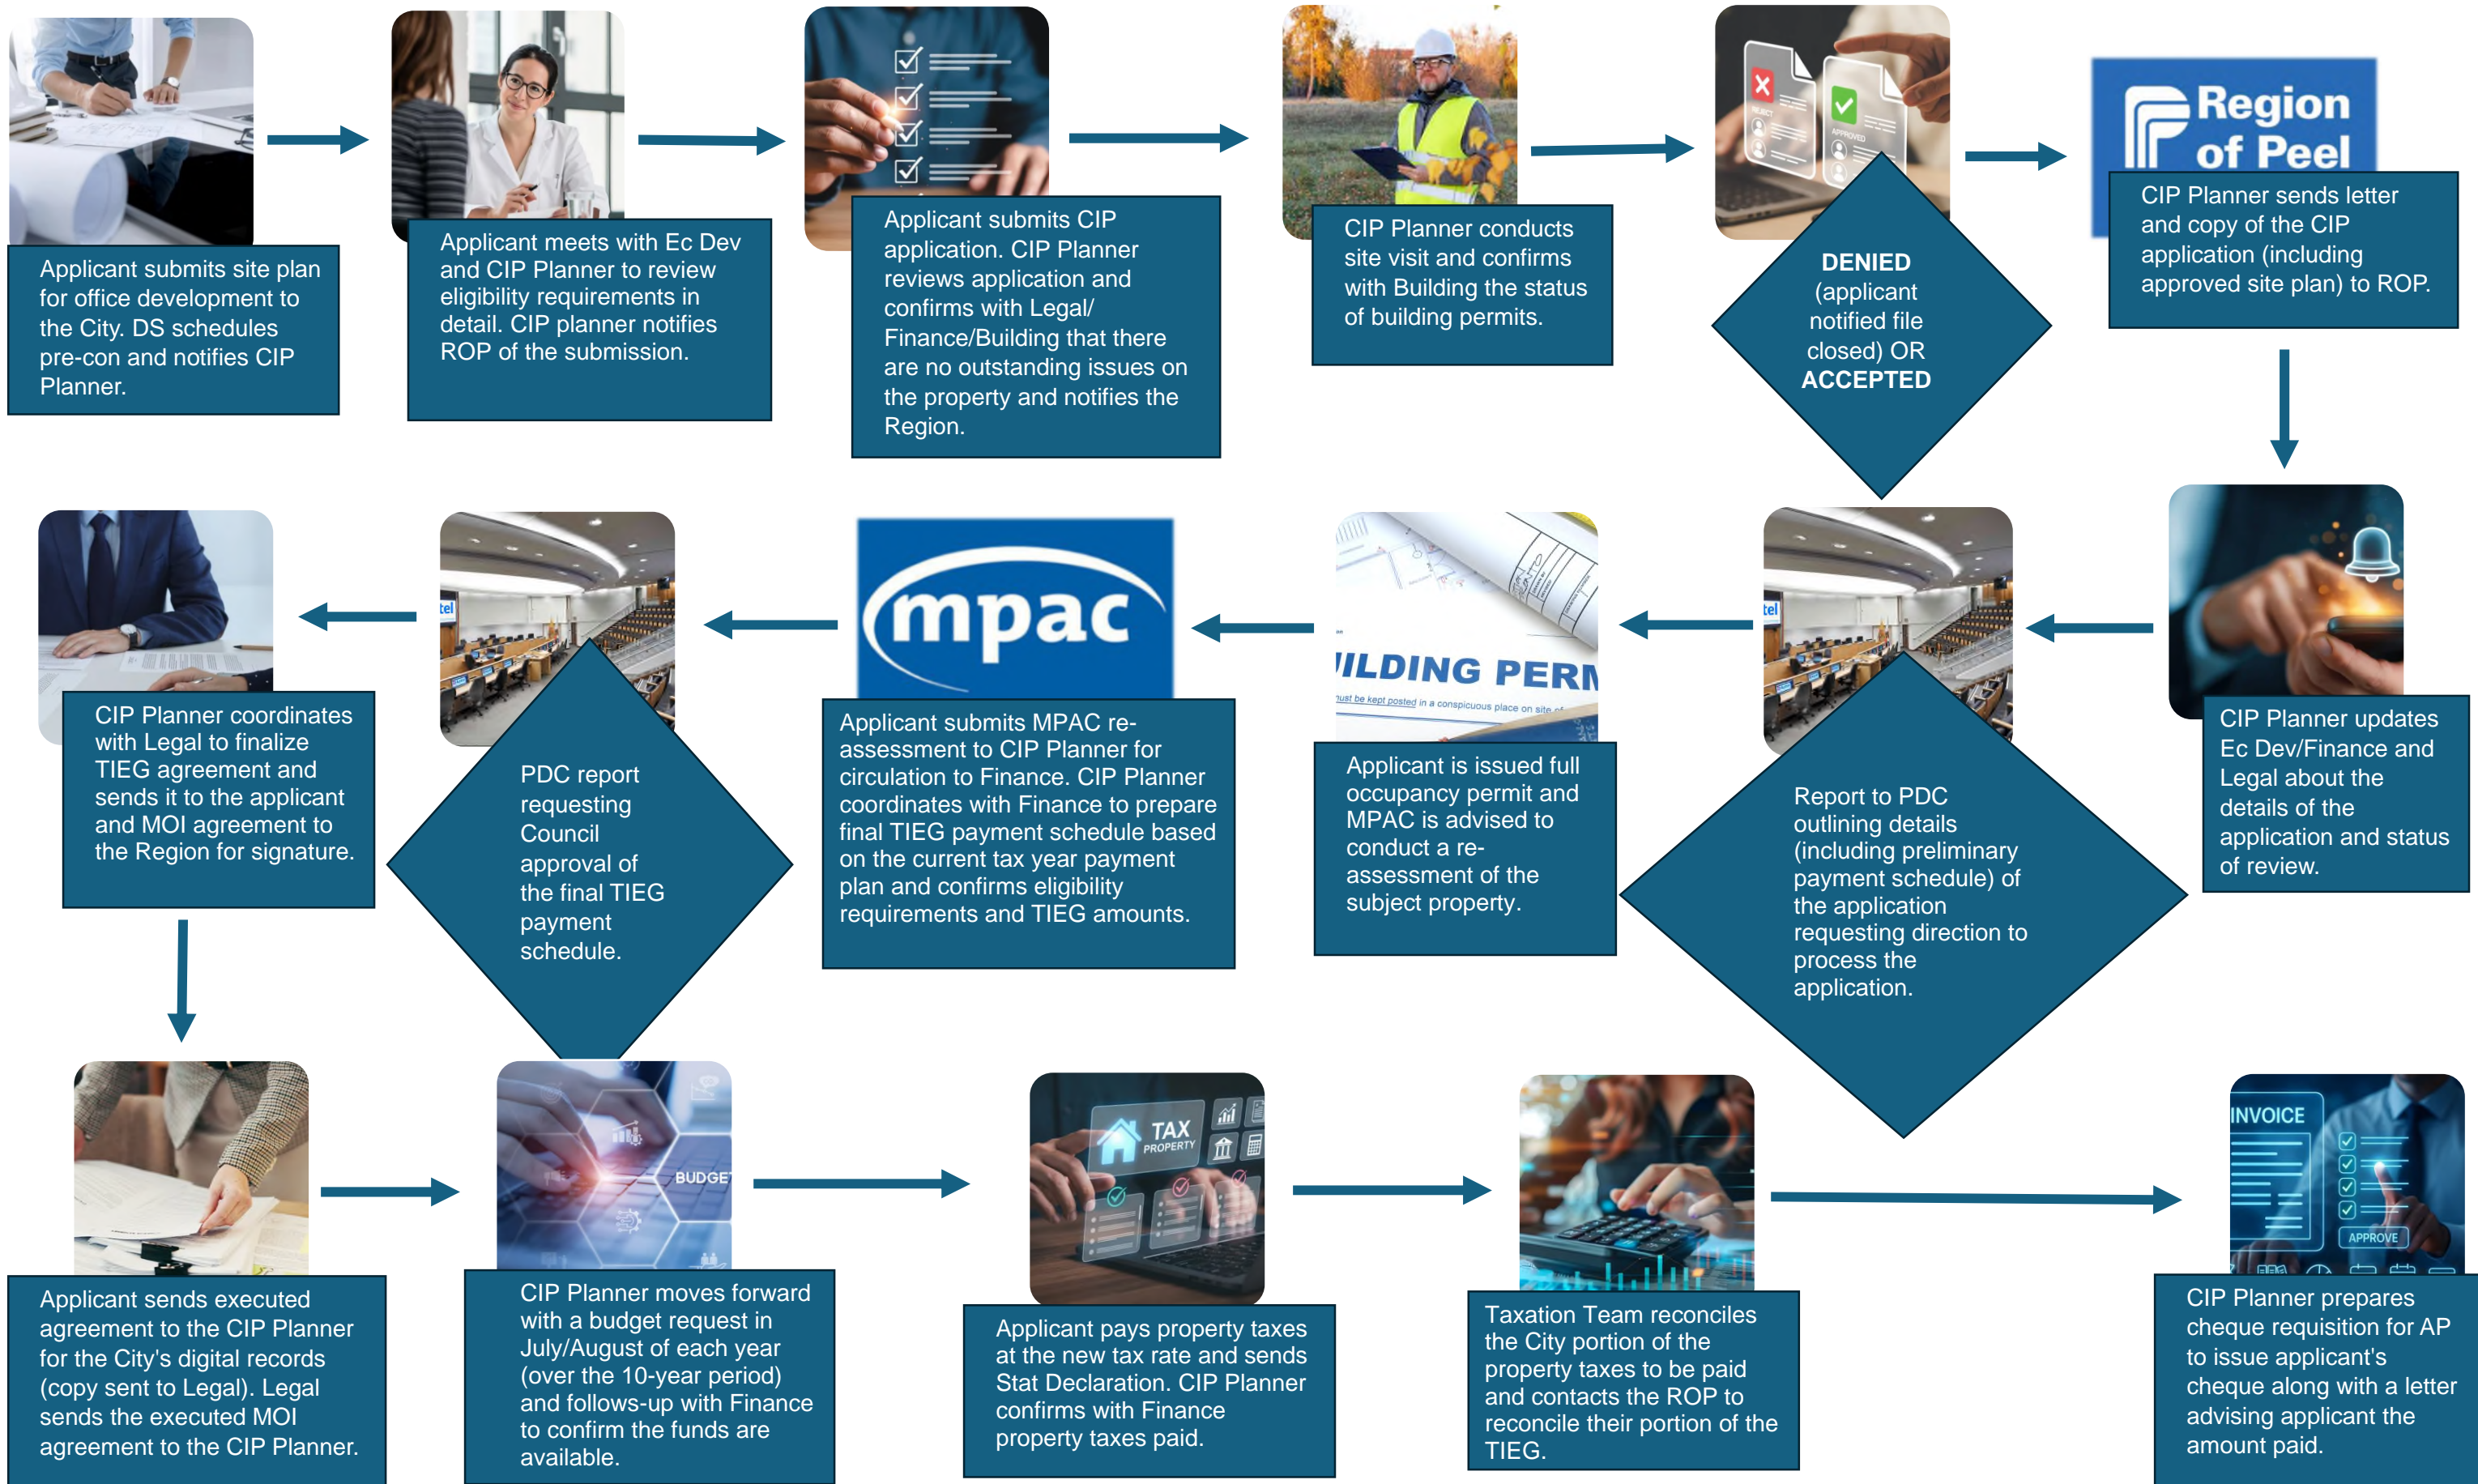 Applicant submits site plan
for office development to
the City. DS schedules
pre-con and notifies CIP
Planner.
Applicant meets with Ec Dev
and CIP Planner to review
eligibility requirements in
detail. CIP planner notifies
ROP of the submission.
Applicant submits CIP
application. CIP Planner
reviews application and
confirms with Legal/
Finance/Building that there
are no outstanding issues on
the property and notifies the
Region.
CIP Planner conducts
site visit and confirms
with Building the status
of building permits.
REJECT
APPROVED
DENIED
(applicant
notified file
closed) OR
ACCEPTED
Region
of Peel
CIP Planner sends letter
and copy of the CIP
application (including
approved site plan) to ROP.
CIP Planner updates
Ec Dev/Finance and
Legal about the
details of the
application and status
of review.
tel
Report to PDC
outlining details
(including preliminary
payment schedule) of
the application
requesting direction to
process the
application.
ILDING PERM
must be kept posted in a conspicuous place on site of
Applicant is issued full
occupancy permit and
MPAC is advised to
conduct a re-
assessment of the
subject property.
mpac
Applicant submits MPAC re-
assessment to CIP Planner for
circulation to Finance. CIP Planner
coordinates with Finance to prepare
final TIEG payment schedule based
on the current tax year payment
plan and confirms eligibility
requirements and TIEG amounts.
tel
PDC report
requesting
Council
approval of
the final TIEG
payment
schedule.
CIP Planner coordinates
with Legal to finalize
TIEG agreement and
sends it to the applicant
and MOI agreement to
the Region for signature.
Applicant sends executed
agreement to the CIP Planner
for the City's digital records
(copy sent to Legal). Legal
sends the executed MOI
agreement to the CIP Planner.
BUDGE
CIP Planner moves forward
with a budget request in
July/August of each year
(over the 10-year period)
and follows-up with Finance
to confirm the funds are
available.
TAX
PROPERTY
Applicant pays property taxes
at the new tax rate and sends
Stat Declaration. CIP Planner
confirms with Finance
property taxes paid.
Taxation Team reconciles
the City portion of the
property taxes to be paid
and contacts the ROP to
reconcile their portion of the
TIEG.
INVOICE
APPROVE
CIP Planner prepares
cheque requisition for AP
to issue applicant's
cheque along with a letter
advising applicant the
amount paid.